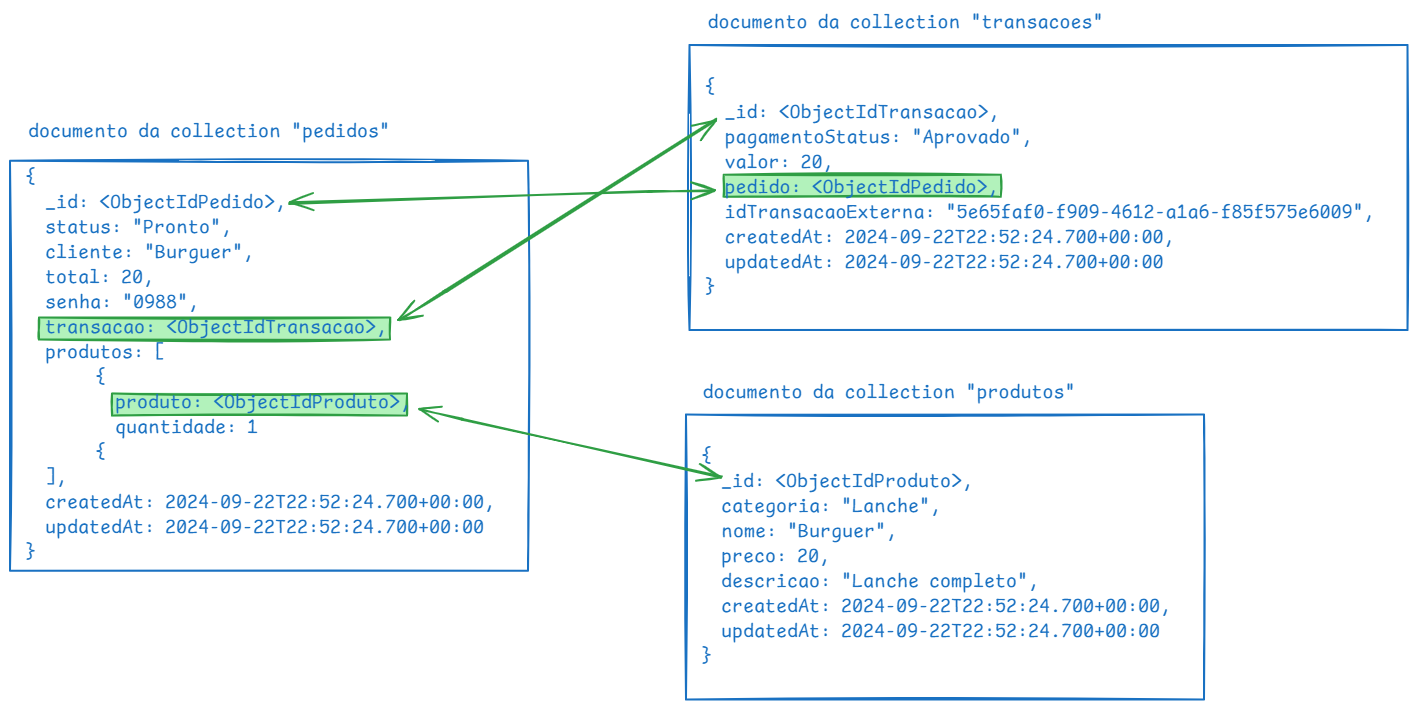 documento da collection "pedidos"
{
_id: <ObjectIdPedido>,
status: "Pronto",
cliente: "Burguer",
total: 20,
senha: "0988",
transacao: <ObjectIdTransacao>,
produtos: [
{
produto: <ObjectIdProduto>,
quantidade: 1
{
],
createdAt: 2024-09-22T22:52:24.700+00:00,
updatedAt: 2024-09-22T22:52:24.700+00:00
}
documento da collection "transacoes"
{
_id: <ObjectIdTransacao>,
pagamentoStatus: "Aprovado",
valor: 20,
pedido: <ObjectIdPedido>,
idTransacaoExterna: "5e65faf0-f909-4612-a1a6-f85f575e6009",
createdAt: 2024-09-22T22:52:24.700+00:00,
updatedAt: 2024-09-22T22:52:24.700+00:00
}
documento da collection "produtos"
{
_id: <ObjectIdProduto>,
categoria: "Lanche",
nome: "Burguer",
preco: 20,
descricao: "Lanche completo",
createdAt: 2024-09-22T22:52:24.700+00:00,
updatedAt: 2024-09-22T22:52:24.700+00:00
}